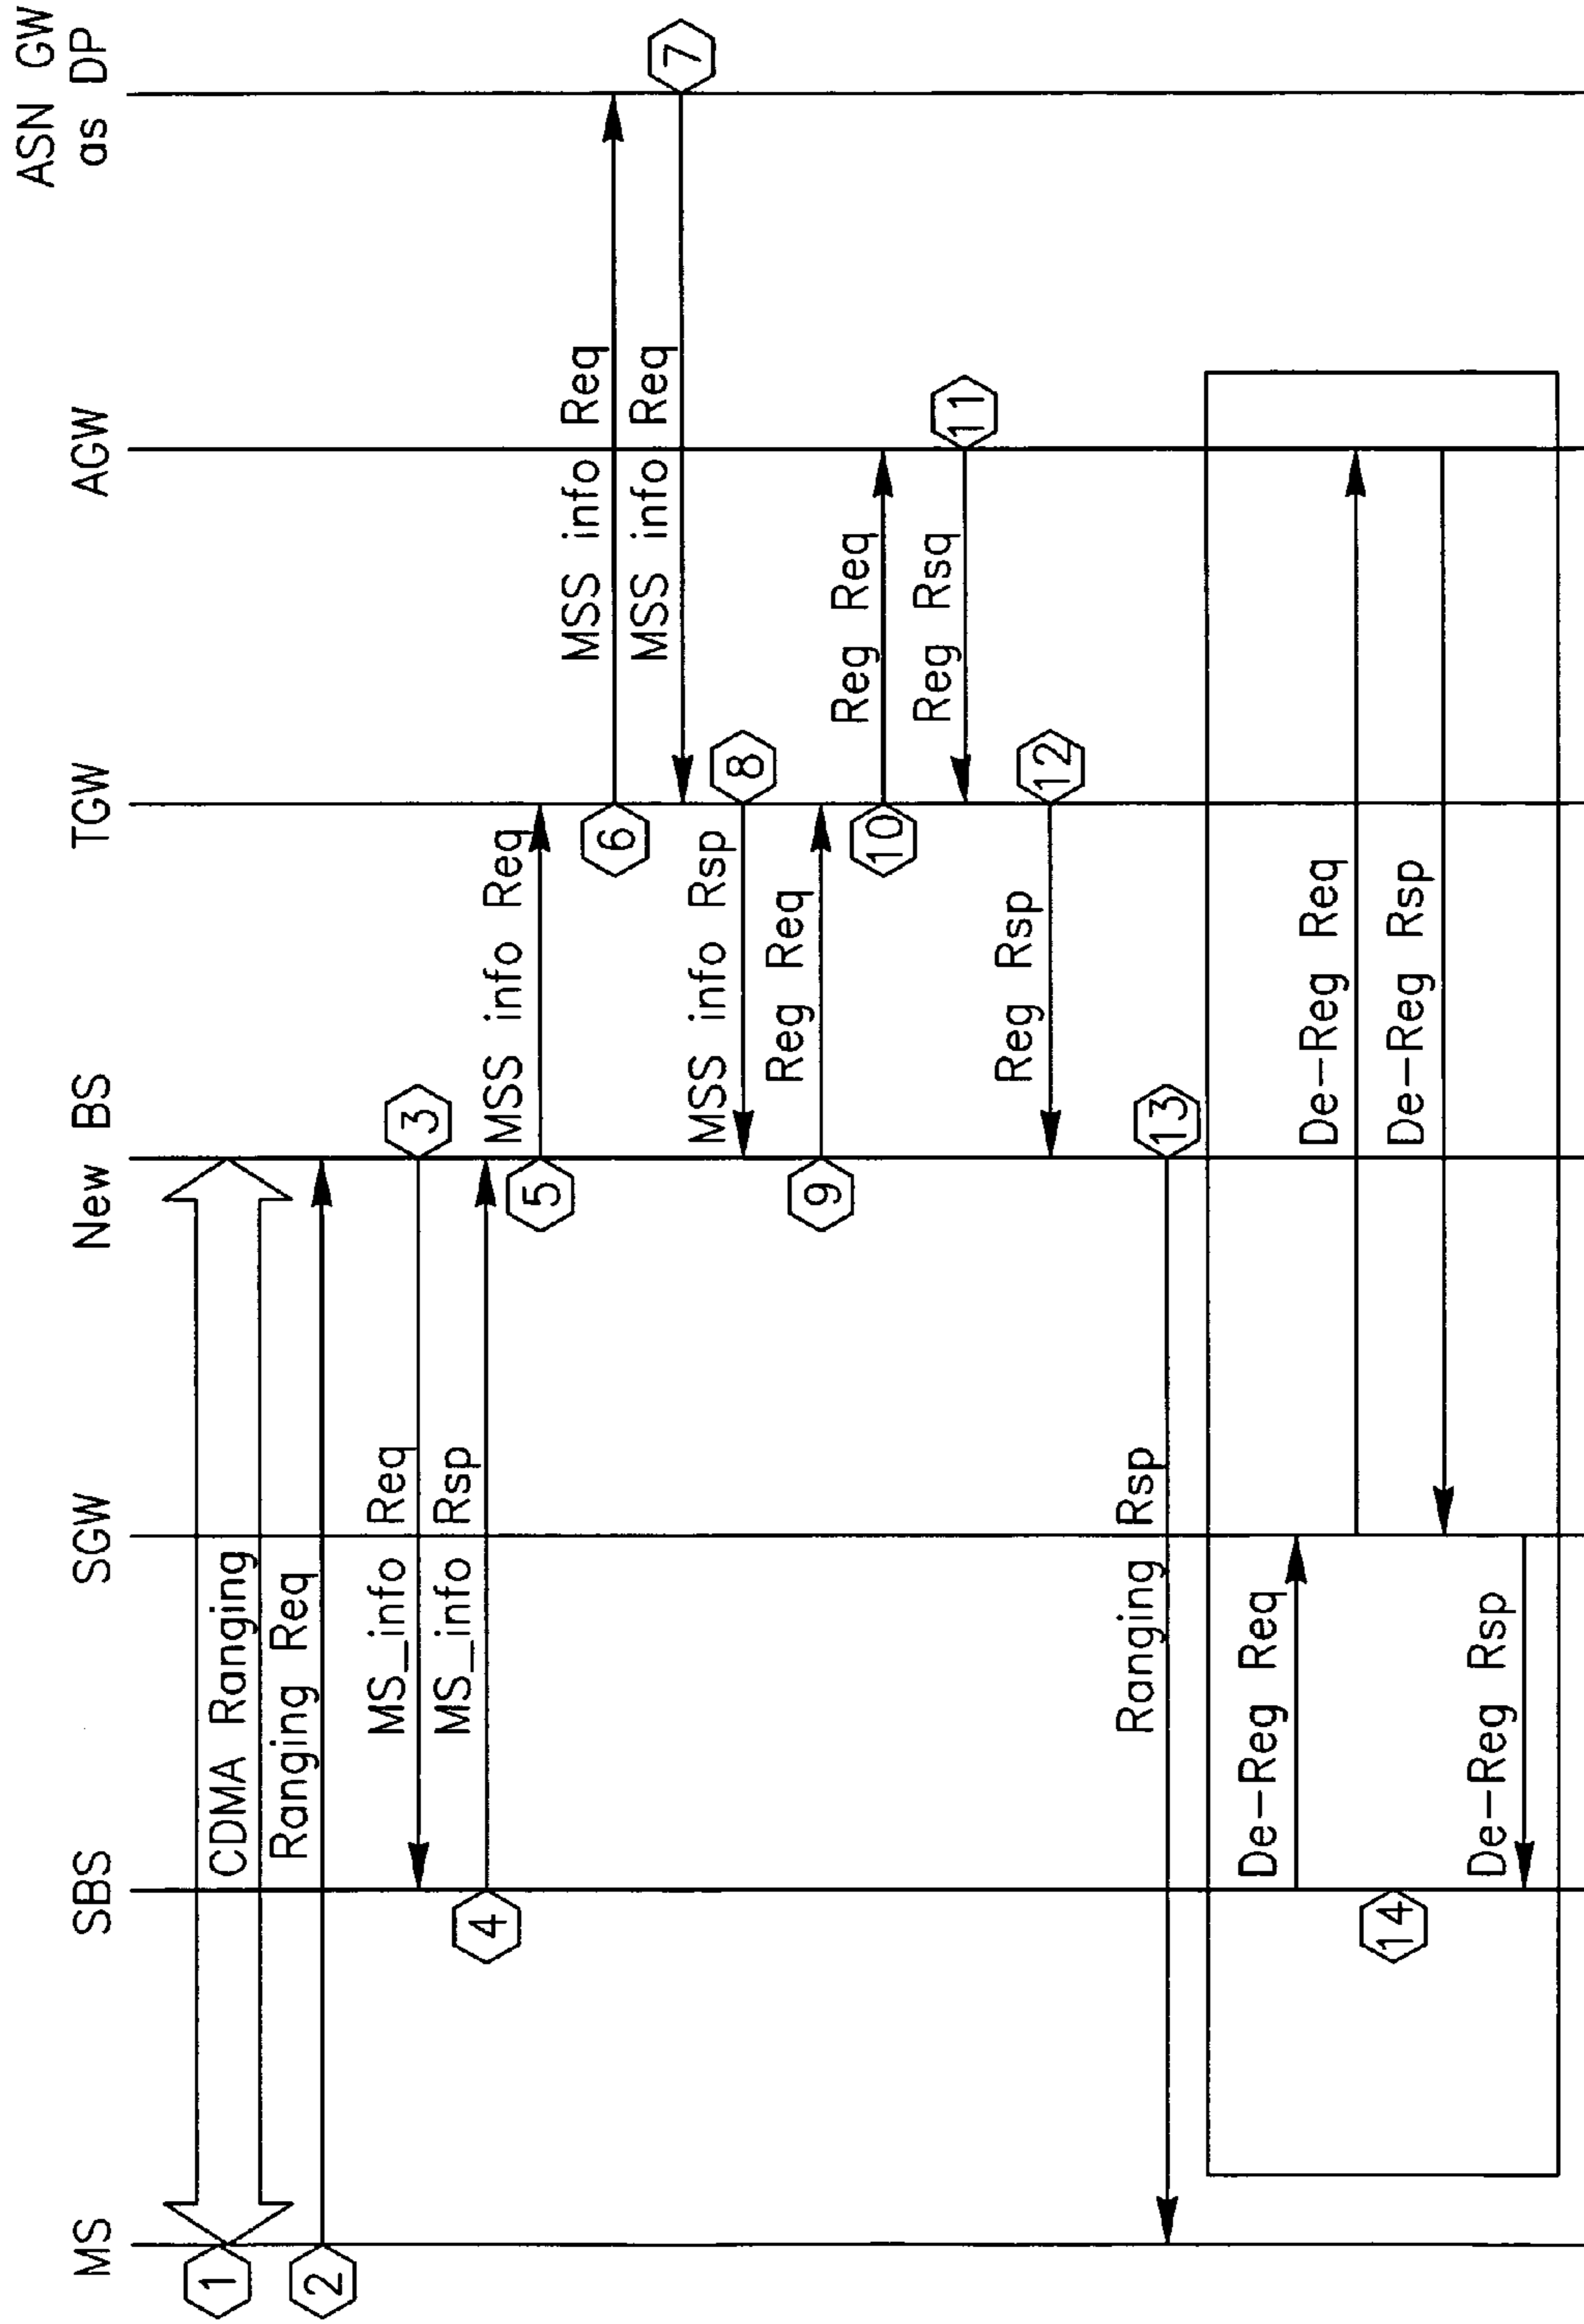 MS
SBS
SGW
New BS
TGW
AGW
ASN GW
as DP
1
CDMA Ranging
2
Ranging Req
3
MS_info Req
4
MS_info Rsp
5
MSS info Req
6
MSS info Req
7
MSS info Req
8
MSS info Rsp
9
Reg Req
10
Reg Req
11
Reg Rsq
12
Reg Rsp
13
Ranging Rsp
De-Reg Req
De-Reg Req
14
De-Reg Rsp
De-Reg Rsp